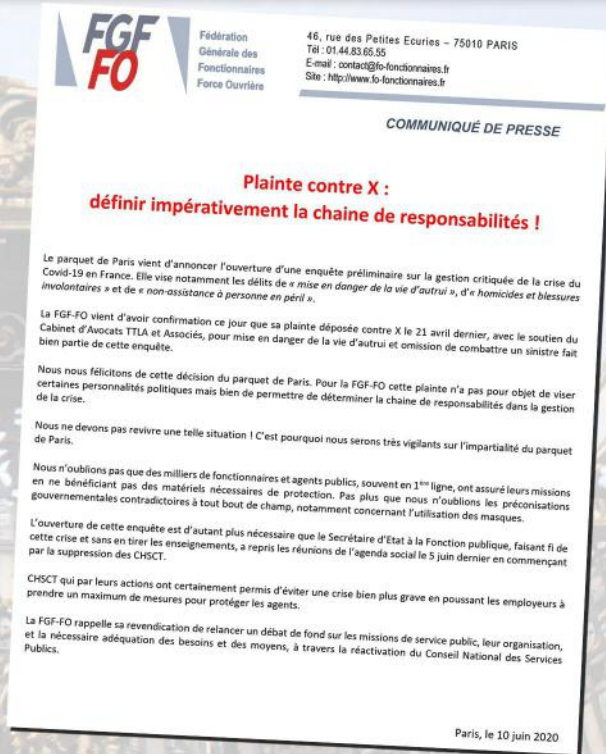 FGF
FO
Fédération
Générale des
Fonctionnaires
Force Ouvrière
46, rue des Petites Ecuries – 75010 PARIS
Tél : 01.44.83.65.55
E-mail : contact@fo-fonctionnaires.fr
Site : http://www.fo-fonctionnaires.fr
COMMUNIQUÉ DE PRESSE
Plainte contre X :
définir impérativement la chaine de responsabilités !
Le parquet de Paris vient d'annoncer l'ouverture d'une enquête préliminaire sur la gestion critiquée de la crise du
Covid-19 en France. Elle vise notamment les délits de « mise en danger de la vie d'autrui », d'« homicides et blessures
involontaires » et de « non-assistance à personne en péril ».
La FGF-FO vient d'avoir confirmation ce jour que sa plainte déposée contre X le 21 avril dernier, avec le soutien du
Cabinet d'Avocats TTLA et Associés, pour mise en danger de la vie d'autrui et omission de combattre un sinistre fait
bien partie de cette enquête.
Nous nous félicitons de cette décision du parquet de Paris. Pour la FGF-FO cette plainte n'a pas pour objet de viser
certaines personnalités politiques mais bien de permettre de déterminer la chaine de responsabilités dans la gestion
de la crise.
Nous ne devons pas revivre une telle situation ! C'est pourquoi nous serons très vigilants sur l'impartialité du parquet
de Paris.
Nous n'oublions pas que des milliers de fonctionnaires et agents publics, souvent en 1ère ligne, ont assuré leurs missions
en ne bénéficiant pas des matériels nécessaires de protection. Pas plus que nous n'oublions les préconisations
gouvernementales contradictoires à tout bout de champ, notamment concernant l'utilisation des masques.
L'ouverture de cette enquête est d'autant plus nécessaire que le Secrétaire d'Etat à la Fonction publique, faisant fi de
cette crise et sans en tirer les enseignements, a repris les réunions de l'agenda social le 5 juin dernier en commençant
par la suppression des CHSCT.
CHSCT qui par leurs actions ont certainement permis d'éviter une crise bien plus grave en poussant les employeurs à
prendre un maximum de mesures pour protéger les agents.
La FGF-FO rappelle sa revendication de relancer un débat de fond sur les missions de service public, leur organisation,
et la nécessaire adéquation des besoins et des moyens, à travers la réactivation du Conseil National des Services
Publics.
Paris, le 10 juin 2020